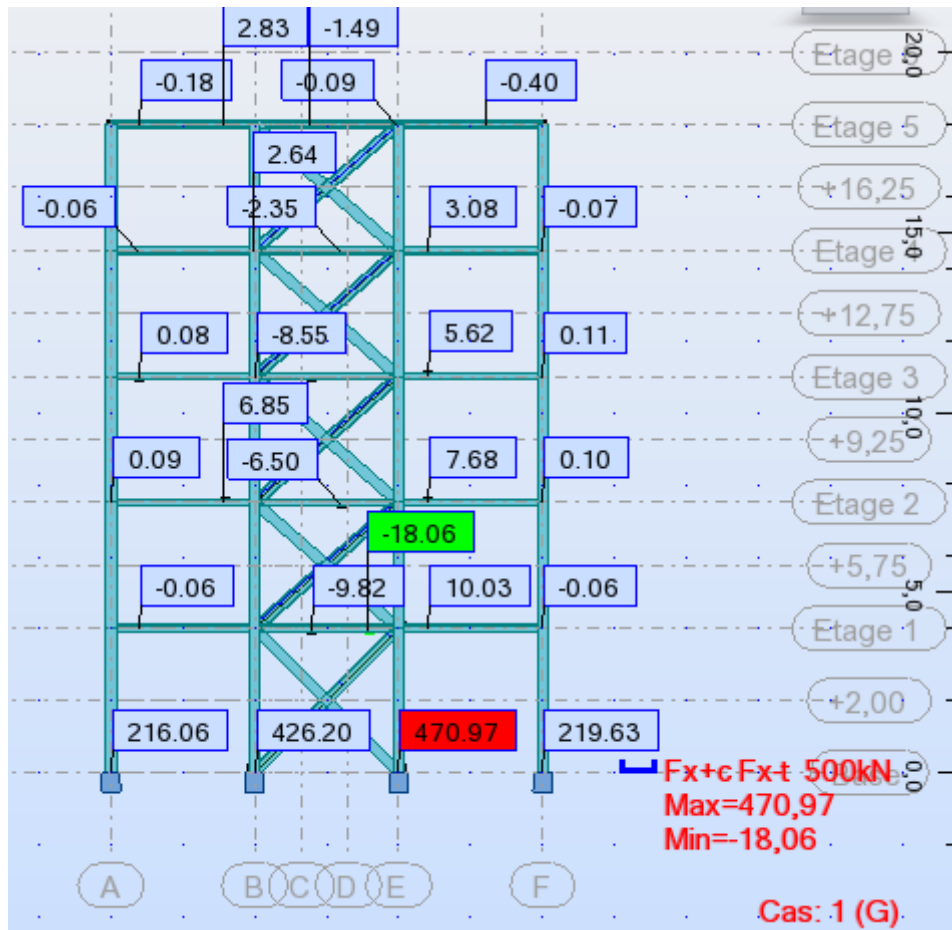 2.83 -1.49
-0.18 -0.09 -0.40
20,0
Etage 5
2.64
+16,25
-0.06 -2.35 3.08 -0.07
15,0
Etage
+12,75
0.08 -8.55 5.62 0.11
Etage 3
6.85
10,0
+9,25
0.09 -6.50 7.68 0.10
Etage 2
-18.06
+5,75
-0.06 -9.82 10.03 -0.06
5,0
Etage 1
+2,00
216.06 426.20 470.97 219.63
0,0
Fx+c Fx-t 500kN
Max=470,97
Min=-18,06
A B C D E F
Cas: 1 (G)